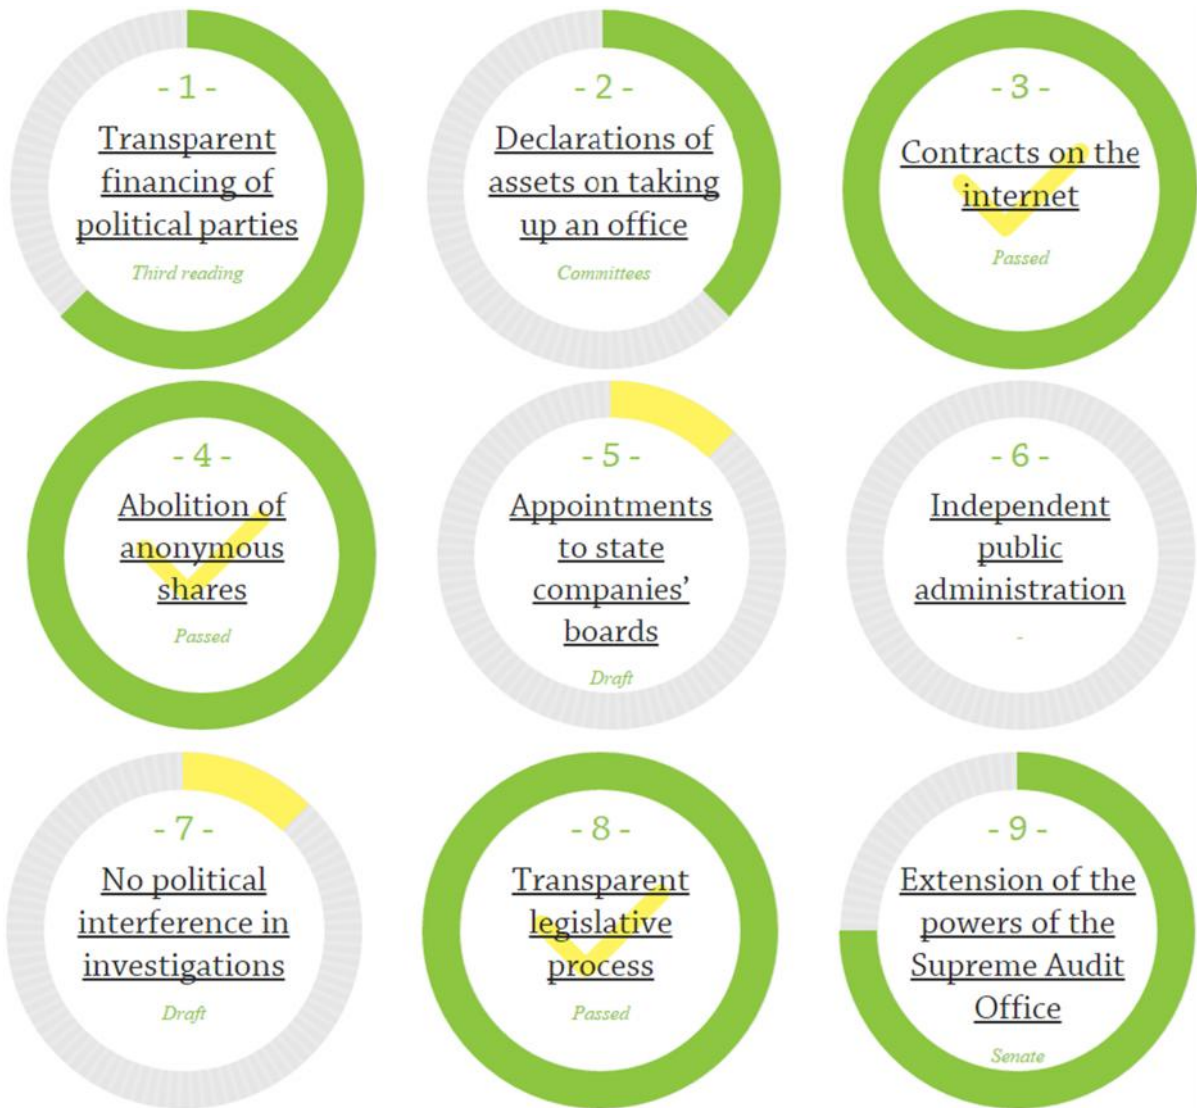 - 1 -
Transparent
financing of
political parties
Third reading
- 2 -
Declarations of
assets on taking
up an office
Committees
- 3 -
Contracts on the
internet
Passed
- 4 -
Abolition of
anonymous
shares
Passed
- 5 -
Appointments
to state
companies’
boards
Draft
- 6 -
Independent
public
administration
-
- 7 -
No political
interference in
investigations
Draft
- 8 -
Transparent
legislative
process
Passed
- 9 -
Extension of the
powers of the
Supreme Audit
Office
Senate